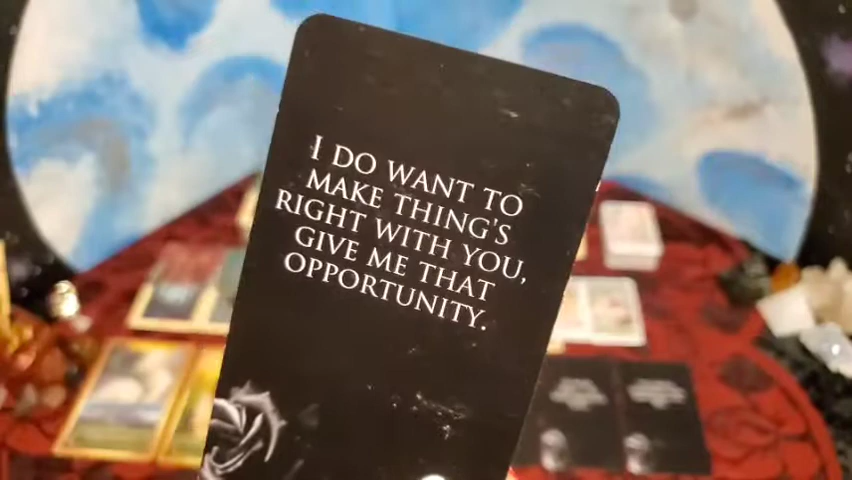 I DO WANT TO
MAKE THING'S
RIGHT WITH YOU,
GIVE ME THAT
OPPORTUNITY.